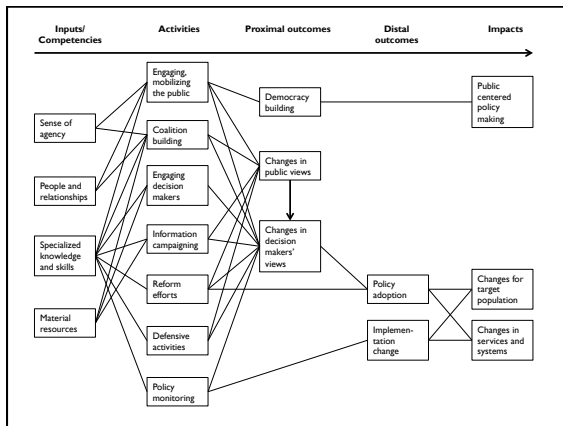 Inputs/
Competencies
Activities
Proximal outcomes
Distal
outcomes
Impacts
Sense of
agency
People and
relationships
Specialized
knowledge and
skills
Material
resources
Engaging,
mobilizing
the public
Coalition
building
Engaging
decision
makers
Information
campaigning
Reform
efforts
Defensive
activities
Policy
monitoring
Democracy
building
Changes in
public views
Changes in
decision
makers'
views
Policy
adoption
Implemen-
tation
change
Public
centered
policy
making
Changes for
target
population
Changes in
services and
systems